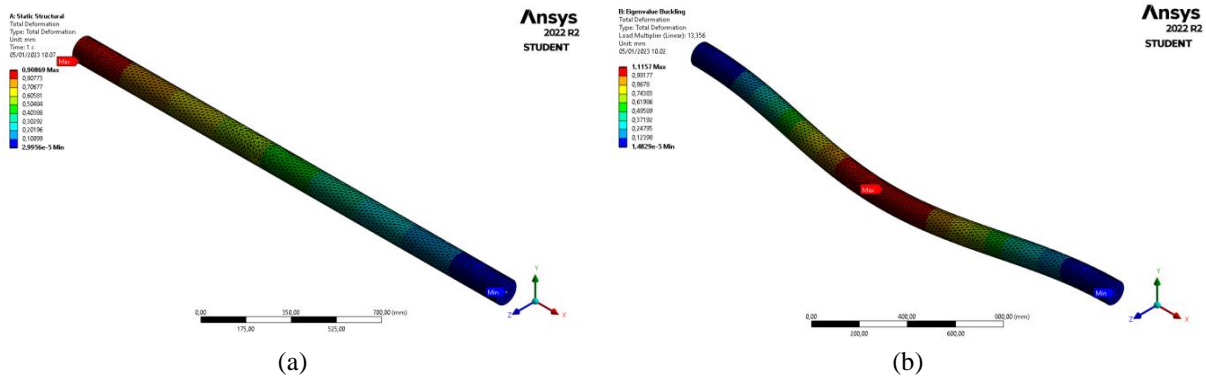 A: Static Structural
Total Deformation
Type: Total Deformation
Unit: mm
Time: 1 s
05/01/2023 10.07
0,90869 Max
0,80773
0,70677
0,60581
0,50484
0,40388
0,30292
0,20196
0,10099
2,9956e-5 Min
Max
Min
Ansys
2022 R2
STUDENT
0,00
350,00
700,00 (mm)
175,00
525,00
Y
Z
X
(a)
B: Eigenvalue Buckling
Total Deformation
Type: Total Deformation
Load Multiplier (Linear): 13,356
Unit: mm
05/01/2023 10.02
1,1157 Max
0,99177
0,8678
0,74383
0,61986
0,49589
0,37192
0,24795
0,12398
1,4829e-5 Min
Max
Min
Ansys
2022 R2
STUDENT
0,00
400,00
800,00 (mm)
200,00
600,00
Y
Z
X
(b)